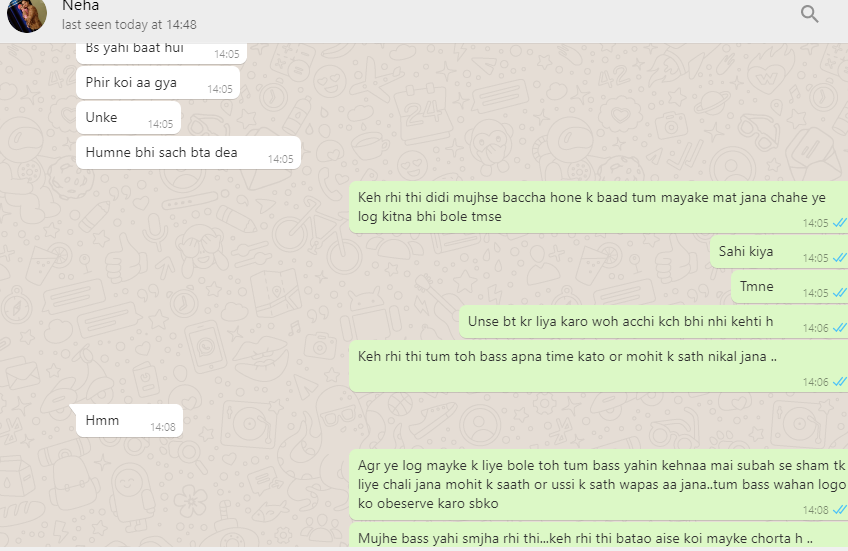 Neha
last seen today at 14:48
Bs yahi baat hui
14:05
Phir koi aa gya
14:05
Unke
14:05
Humne bhi sach bta dea
14:05
Keh rhi thi didi mujhse baccha hone k baad tum mayake mat jana chahe ye
log kitna bhi bole tmse
14:05
Sahi kiya
14:05
Tmne
14:05
Unse bt kr liya karo woh acchi kch bhi nhi kehti h
14:06
Keh rhi thi tum toh bass apna time kato or mohit k sath nikal jana ..
14:06
Hmm
14:08
Agr ye log mayke k liye bole toh tum bass yahin kehnaa mai subah se sham tk
liye chali jana mohit k saath or ussi k sath wapas aa jana..tum bass wahan logo
ko obeserve karo sbko
14:08
Mujhe bass yahi smjha rhi thi...keh rhi thi batao aise koi mayke chorta h ..